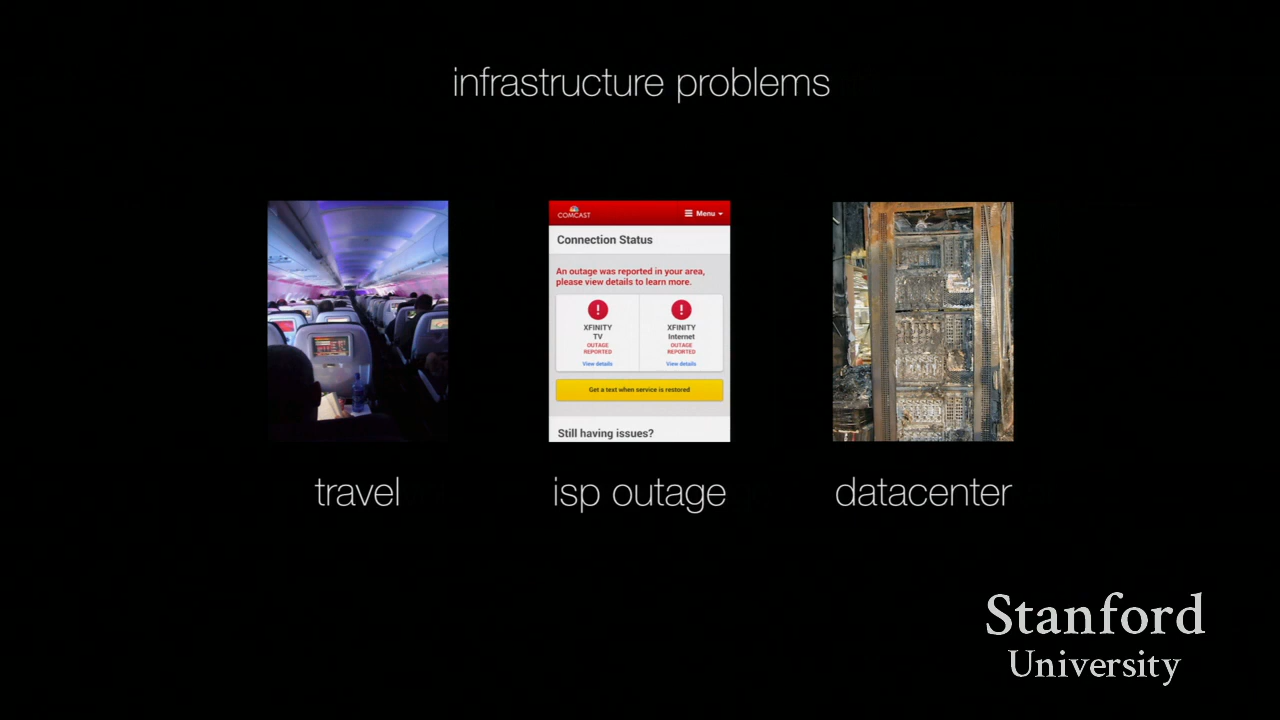 infrastructure problems
COMCAST
Menu
Connection Status
An outage was reported in your area,
please view details to learn more.
XFINITY
TV
OUTAGE
REPORTED
View details
XFINITY
Internet
OUTAGE
REPORTED
View details
Get a text when service is restored
Still having issues?
travel
isp outage
datacenter
Stanford
University